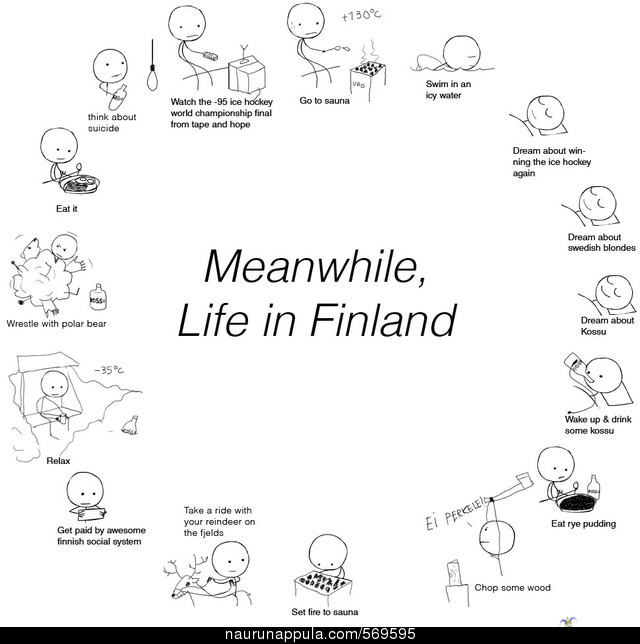 +130°c
Watch the -95 ice hockey
world championship final
from tape and hope
Go to sauna
Swim in an
icy water
Dream about win-
ning the ice hockey
again
Dream about
swedish blondes
Dream about
Kossu
Wake up & drink
some kossu
Eat rye pudding
Ei PERKELE!
Chop some wood
Set fire to sauna
Take a ride with
your reindeer on
the fjelds
Get paid by awesome
finnish social system
-35°c
Relax
KOSSU
Wrestle with polar bear
Eat it
think about
suicide
Meanwhile,
Life in Finland
naurunappula.com/569595